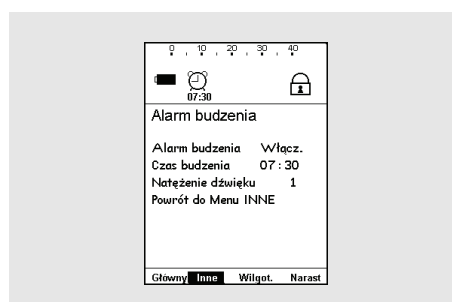 0 10 20 30 40
07:30
Alarm budzenia
Alarm budzenia Włącz.
Czas budzenia 07:30
Natężenie dźwięku 1
Powrót do Menu INNE
Główny Inne Wilgot. Narast